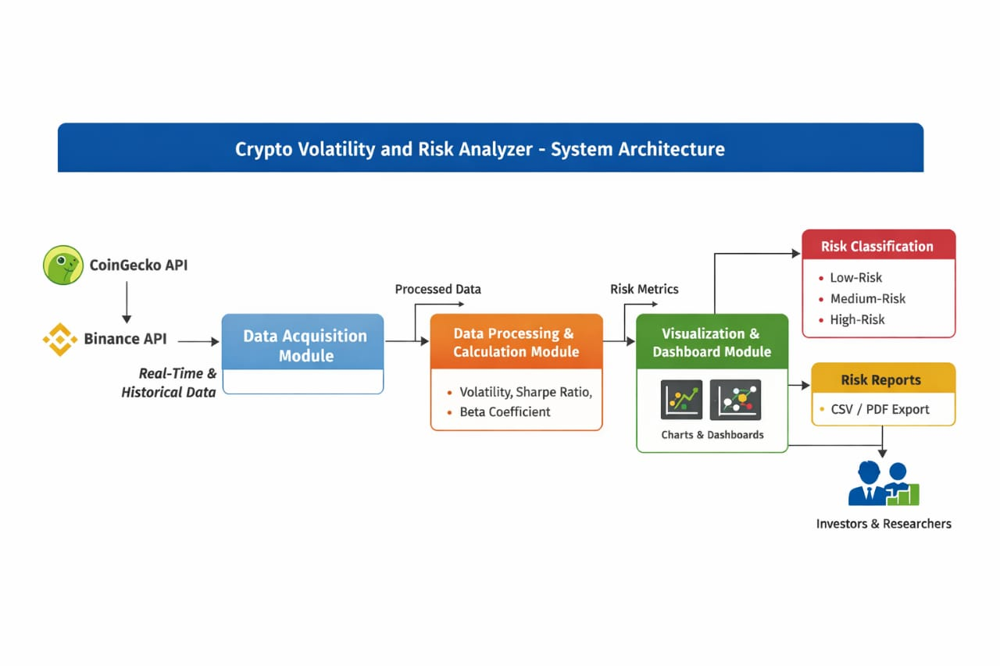 Crypto Volatility and Risk Analyzer - System Architecture
CoinGecko API
Binance API
Real-Time &
Historical Data
Data Acquisition
Module
Processed Data
Data Processing &
Calculation Module
• Volatility, Sharpe Ratio,
• Beta Coefficient
Risk Metrics
Visualization &
Dashboard Module
Charts & Dashboards
Risk Classification
• Low-Risk
• Medium-Risk
• High-Risk
Risk Reports
• CSV / PDF Export
Investors & Researchers